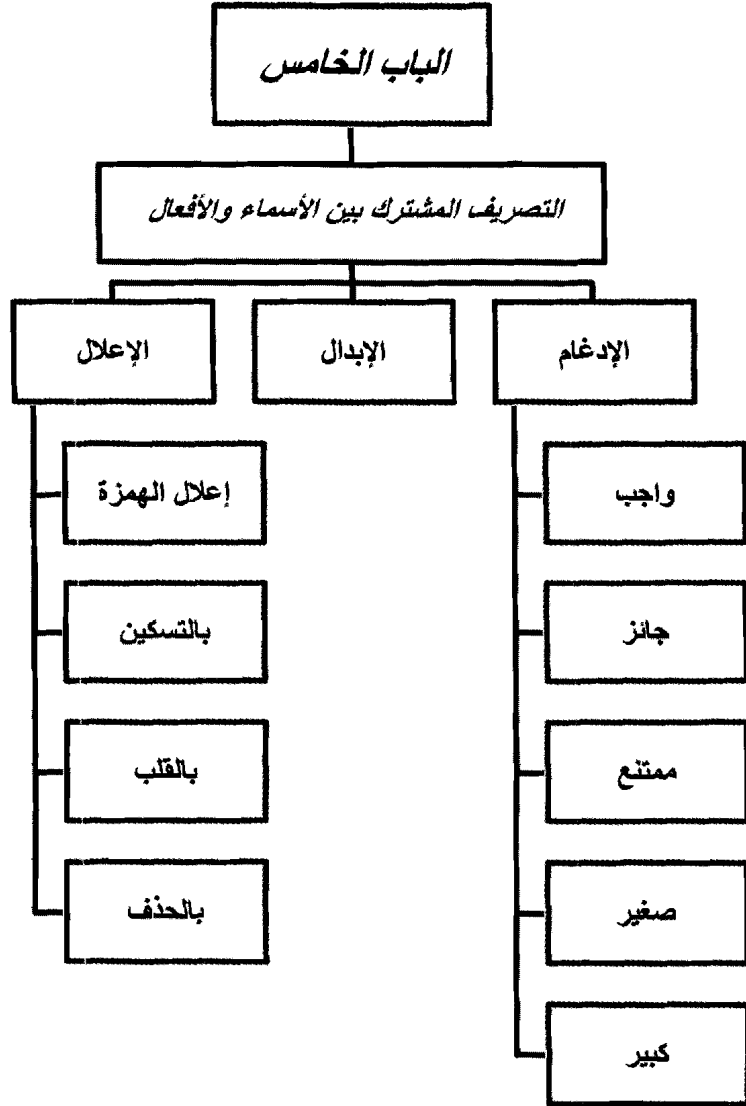 الباب الخامس
التصريف المشترك بين الأسماء والأفعال
الإدغام
الإبدال
الإعلال
واجب
جائز
ممتنع
صغير
كبير
إعلال الهمزة
بالتسكين
بالقلب
بالحذف